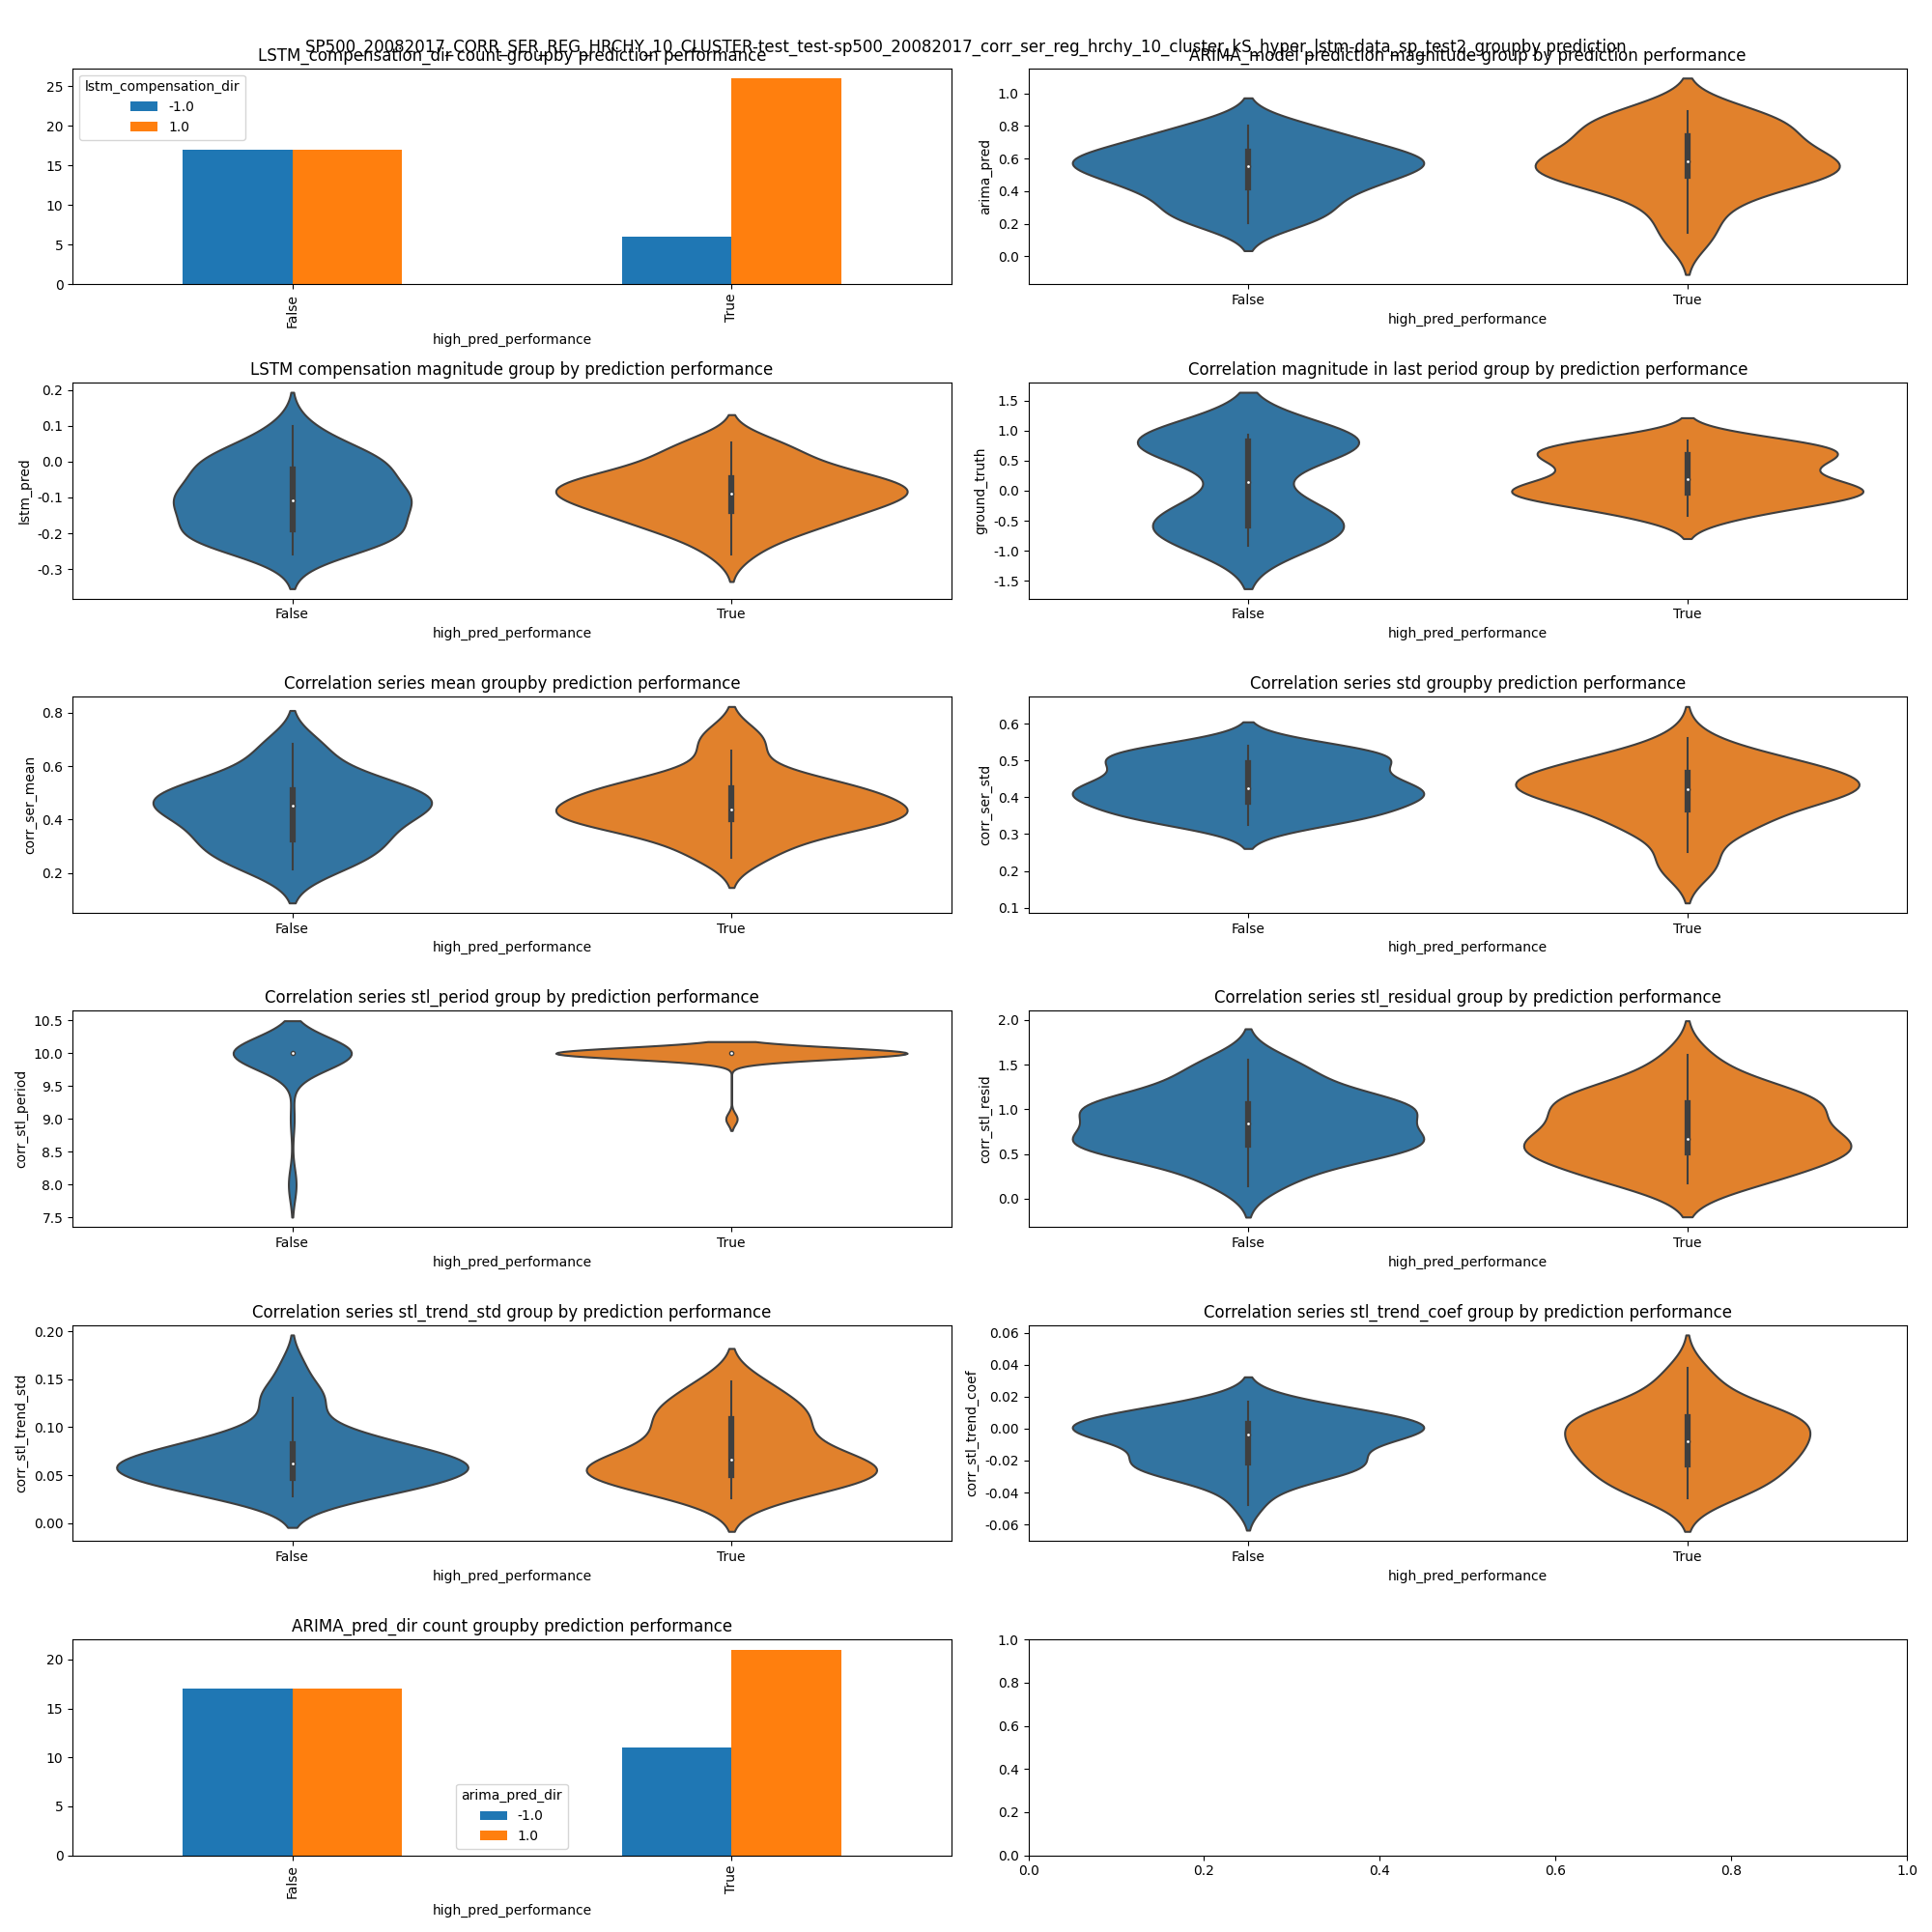 SP500_20082017_CORR_SER_REG_HRCHY_10_CLUSTER-test_test-sp500_20082017_corr_ser_reg_hrchy_10_cluster_kS_hyper_lstm-data_sp_test2_groupby prediction
LSTM_compensation_dir count groupby prediction performance
lstm_compensation_dir
-1.0
1.0
25
20
15
10
5
0
False
True
high_pred_performance
ARIMA_model prediction magnitude group by prediction performance
arima_pred
1.0
0.8
0.6
0.4
0.2
0.0
False
True
high_pred_performance
LSTM compensation magnitude group by prediction performance
lstm_pred
0.2
0.1
0.0
-0.1
-0.2
-0.3
False
True
high_pred_performance
Correlation magnitude in last period group by prediction performance
ground_truth
1.5
1.0
0.5
0.0
-0.5
-1.0
-1.5
False
True
high_pred_performance
Correlation series mean groupby prediction performance
corr_ser_mean
0.8
0.6
0.4
0.2
False
True
high_pred_performance
Correlation series std groupby prediction performance
corr_ser_std
0.6
0.5
0.4
0.3
0.2
0.1
False
True
high_pred_performance
Correlation series stl_period group by prediction performance
corr_stl_period
10.5
10.0
9.5
9.0
8.5
8.0
7.5
False
True
high_pred_performance
Correlation series stl_residual group by prediction performance
corr_stl_resid
2.0
1.5
1.0
0.5
0.0
False
True
high_pred_performance
Correlation series stl_trend_std group by prediction performance
corr_stl_trend_std
0.20
0.15
0.10
0.05
0.00
False
True
high_pred_performance
Correlation series stl_trend_coef group by prediction performance
corr_stl_trend_coef
0.06
0.04
0.02
0.00
-0.02
-0.04
-0.06
False
True
high_pred_performance
ARIMA_pred_dir count groupby prediction performance
20
15
10
5
0
arima_pred_dir
-1.0
1.0
False
True
high_pred_performance
1.0
0.8
0.6
0.4
0.2
0.0
0.0
0.2
0.4
0.6
0.8
1.0